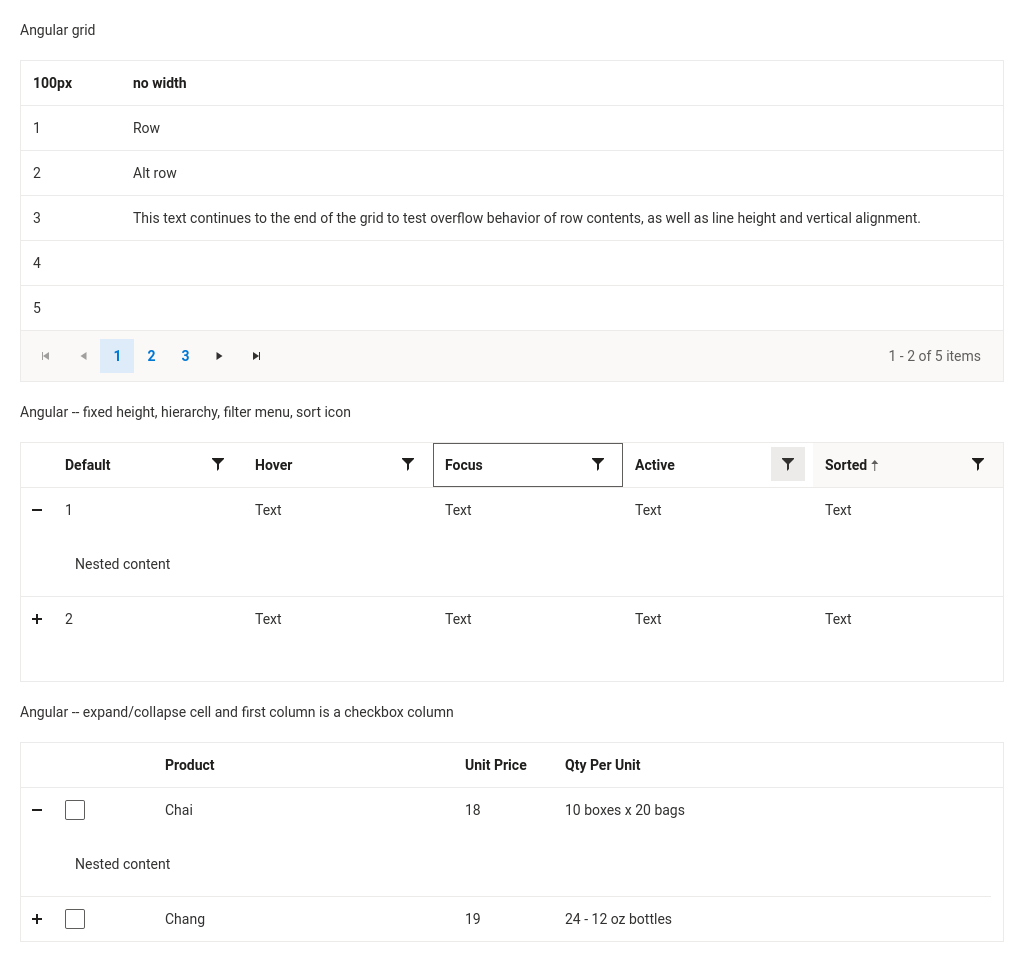 Angular grid
100px no width
1 Row
2 Alt row
3 This text continues to the end of the grid to test overflow behavior of row contents, as well as line height and vertical alignment.
4
5
1 2 3 1 - 2 of 5 items
Angular -- fixed height, hierarchy, filter menu, sort icon
Default Hover Focus Active Sorted
1 Text Text Text Text
Nested content
2 Text Text Text Text
Angular -- expand/collapse cell and first column is a checkbox column
Product Unit Price Qty Per Unit
Chai 18 10 boxes x 20 bags
Nested content
Chang 19 24 - 12 oz bottles